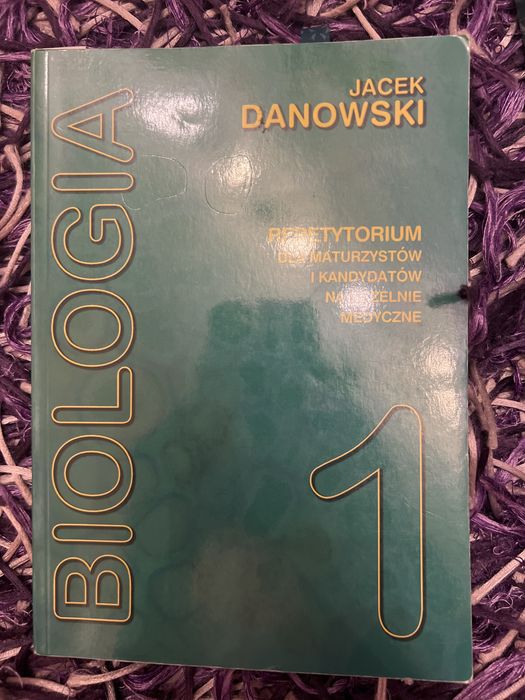 JACEK
DANOWSKI
BIOLOGIA
REPETYTORIUM
DLA MATURZYSTÓW
I KANDYDATÓW
NA UCZELNIE
MEDYCZNE
1